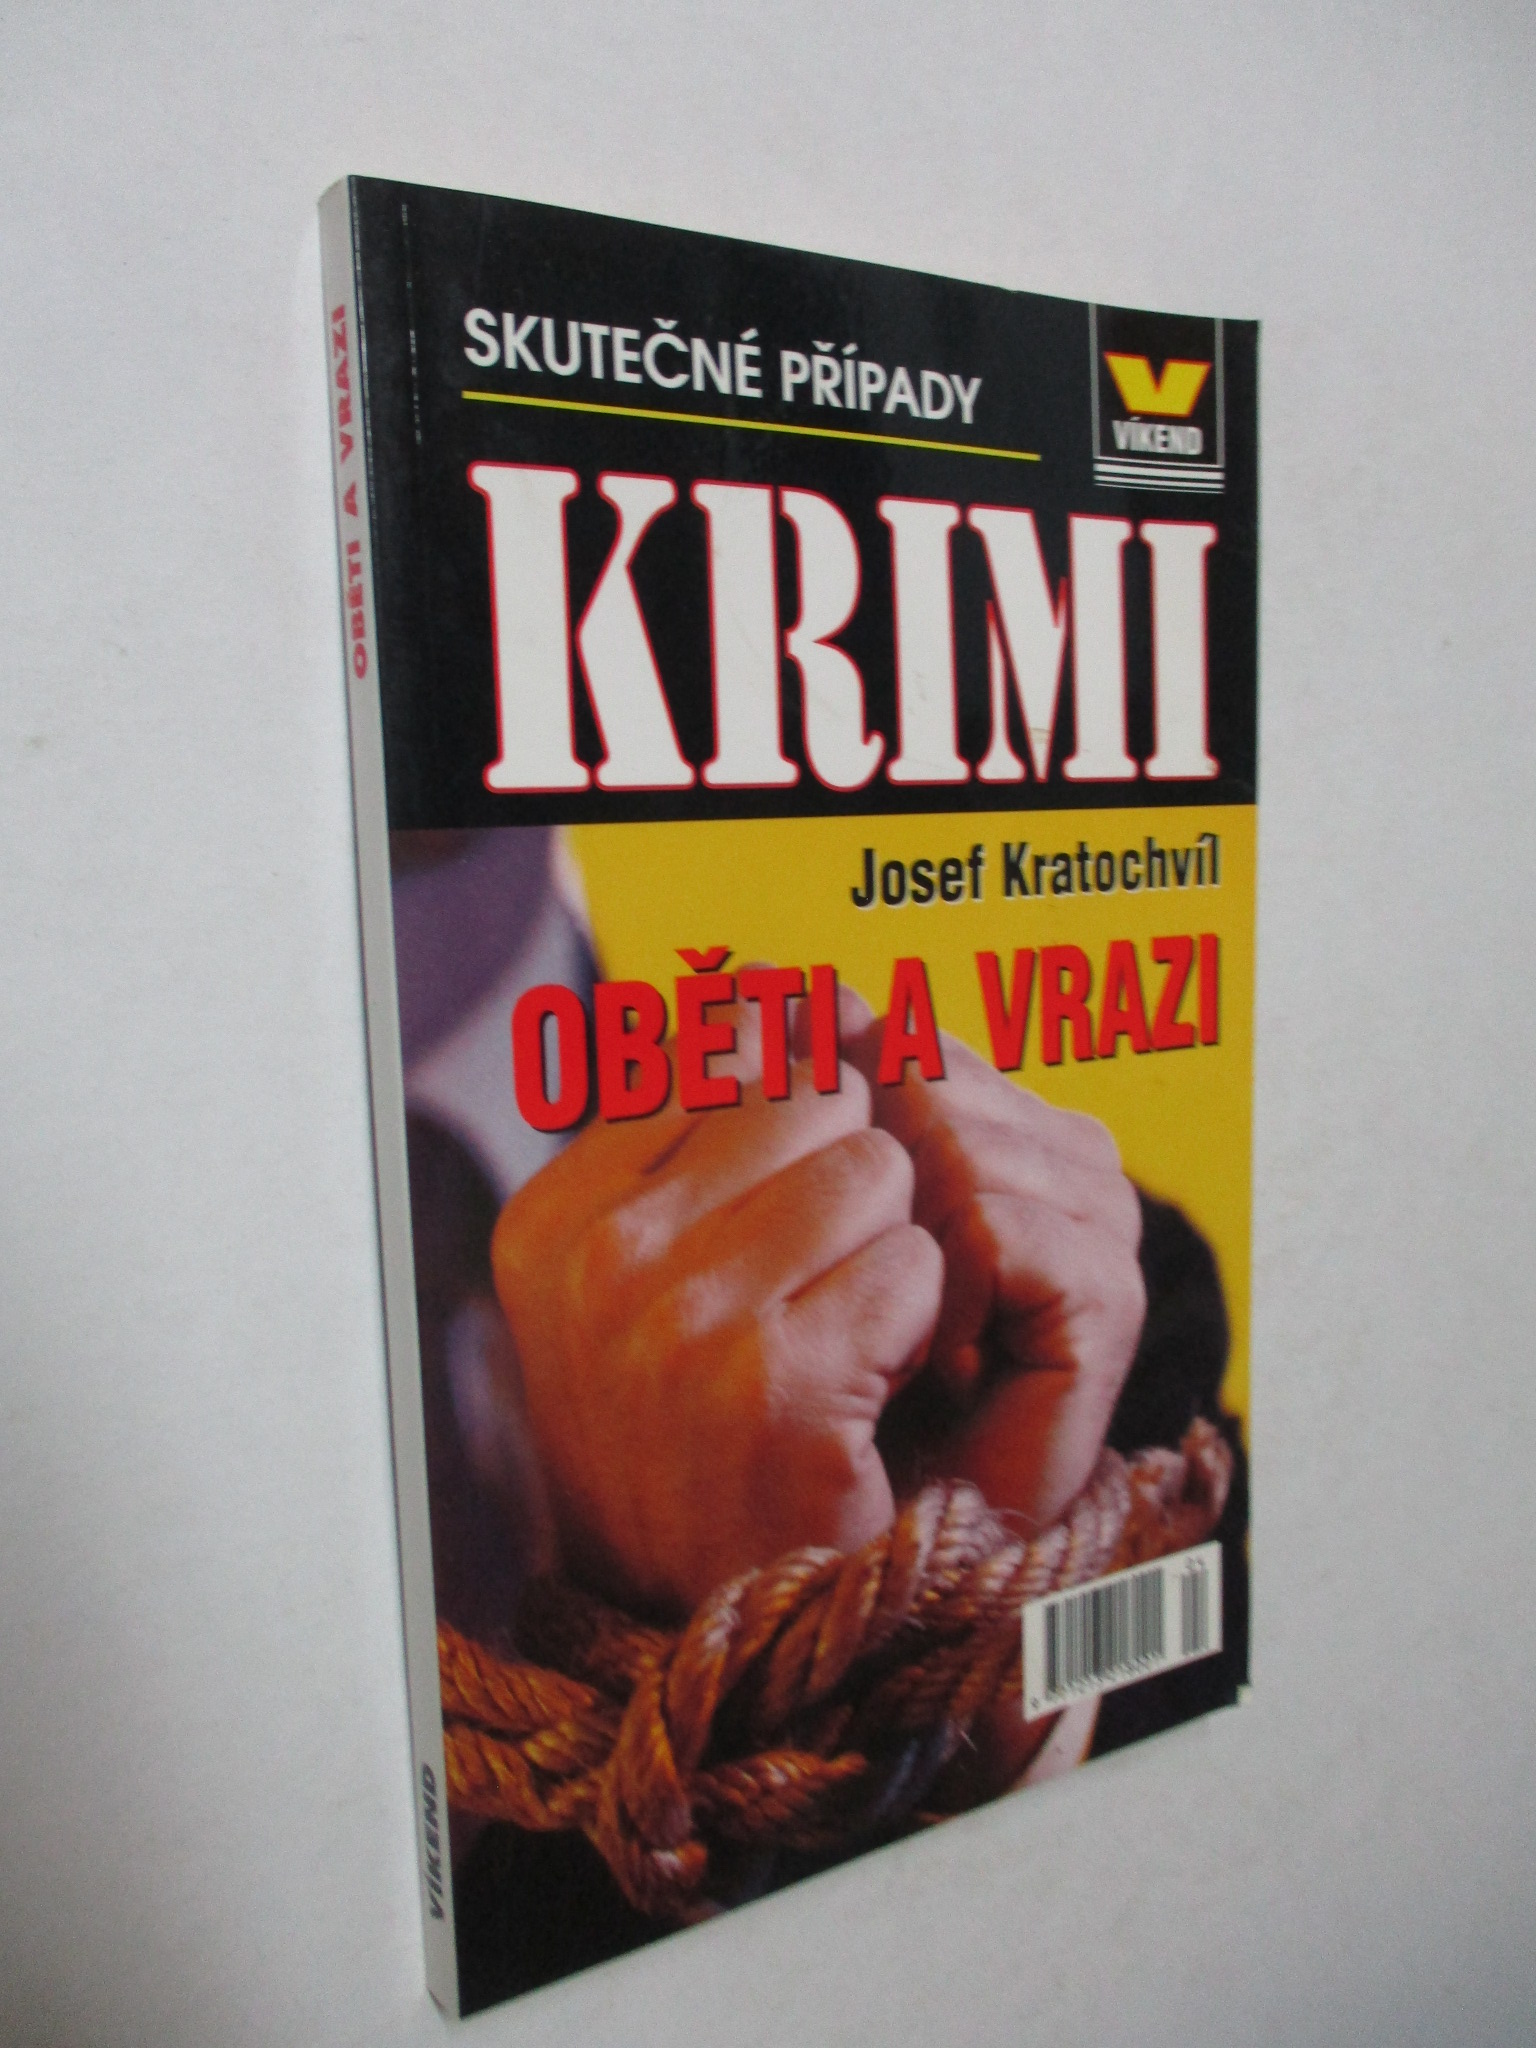 SKUTEČNÉ PŘÍPADY
VÍKEND
KRIMI
Josef Kratochvíl
OBĚTI A VRAZI
OBĚTI A VRAZI
VÍKEND